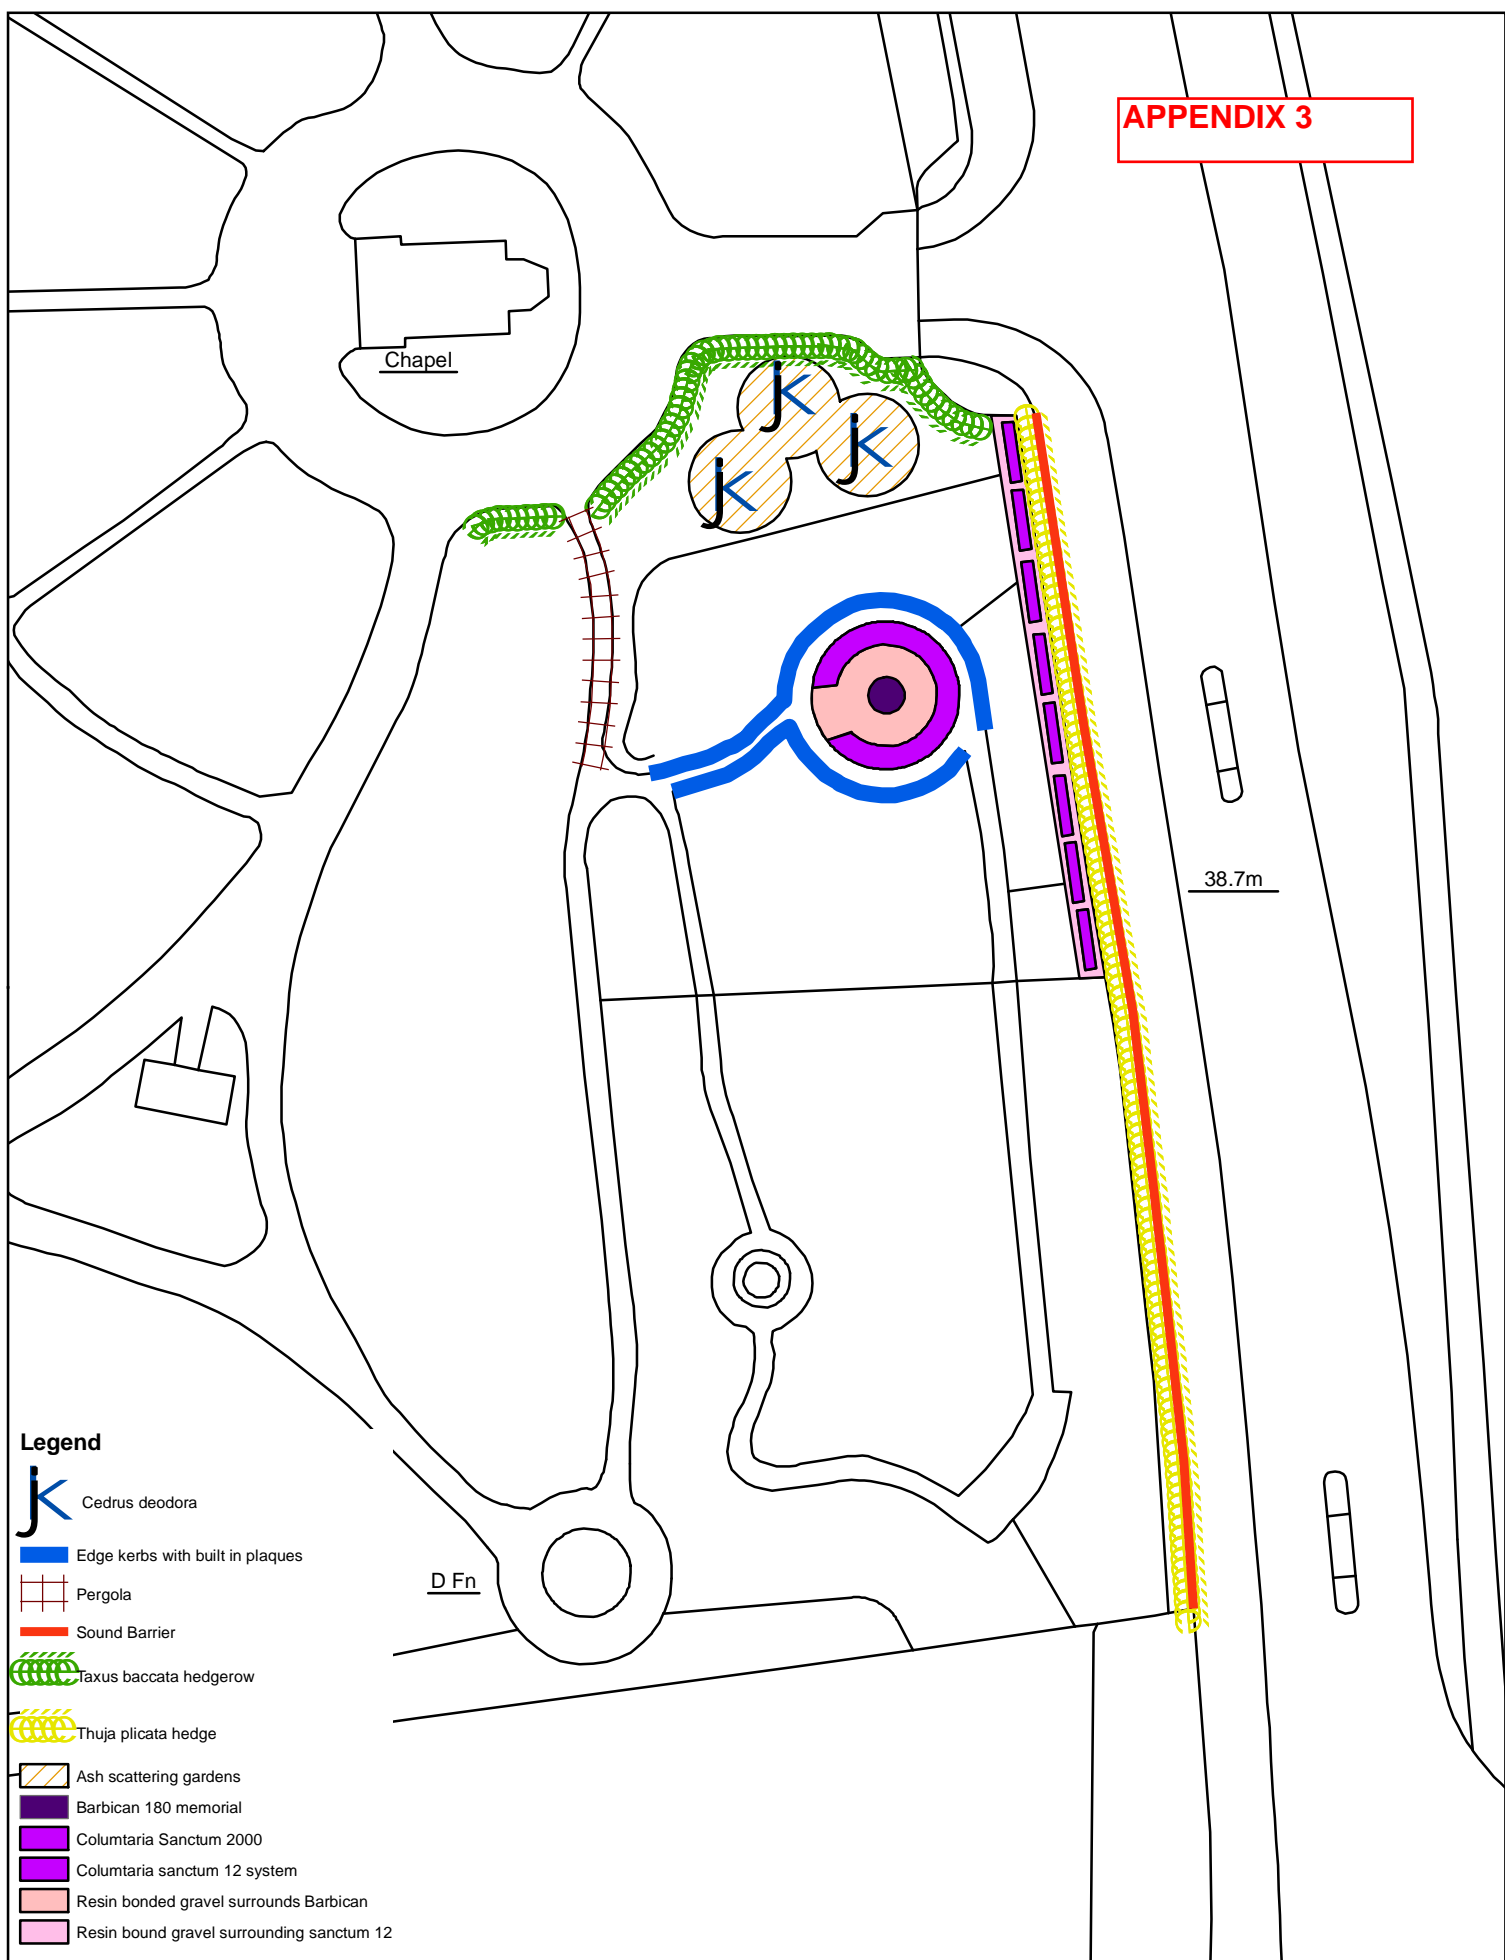 APPENDIX 3
Chapel
38.7m
D Fn
Legend
Cedrus deodora
Edge kerbs with built in plaques
Pergola
Sound Barrier
Taxus baccata hedgerow
Thuja plicata hedge
Ash scattering gardens
Barbican 180 memorial
Columtaria Sanctum 2000
Columtaria sanctum 12 system
Resin bonded gravel surrounds Barbican
Resin bound gravel surrounding sanctum 12